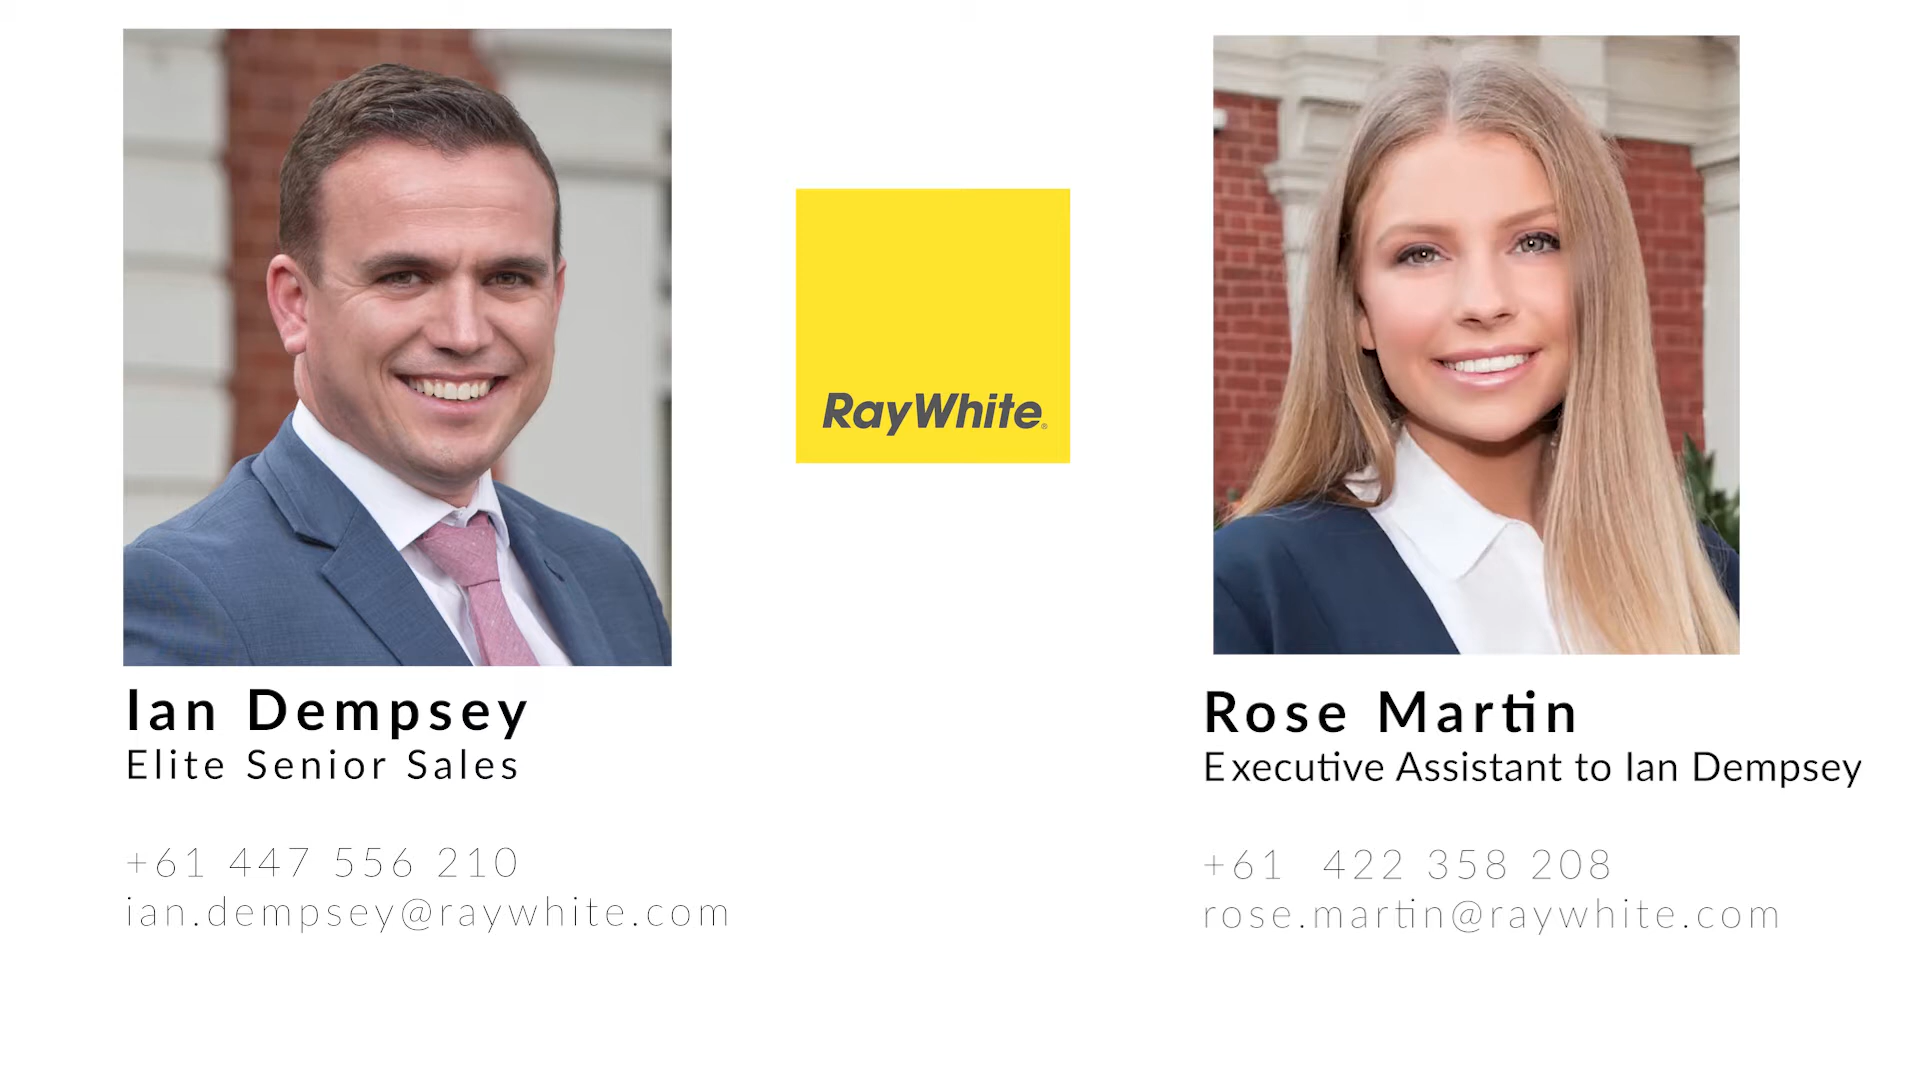 RayWhite®
Ian Dempsey
Elite Senior Sales
+61 447 556 210
ian.dempsey@raywhite.com
Rose Martin
Executive Assistant to Ian Dempsey
+61 422 358 208
rose.martin@raywhite.com